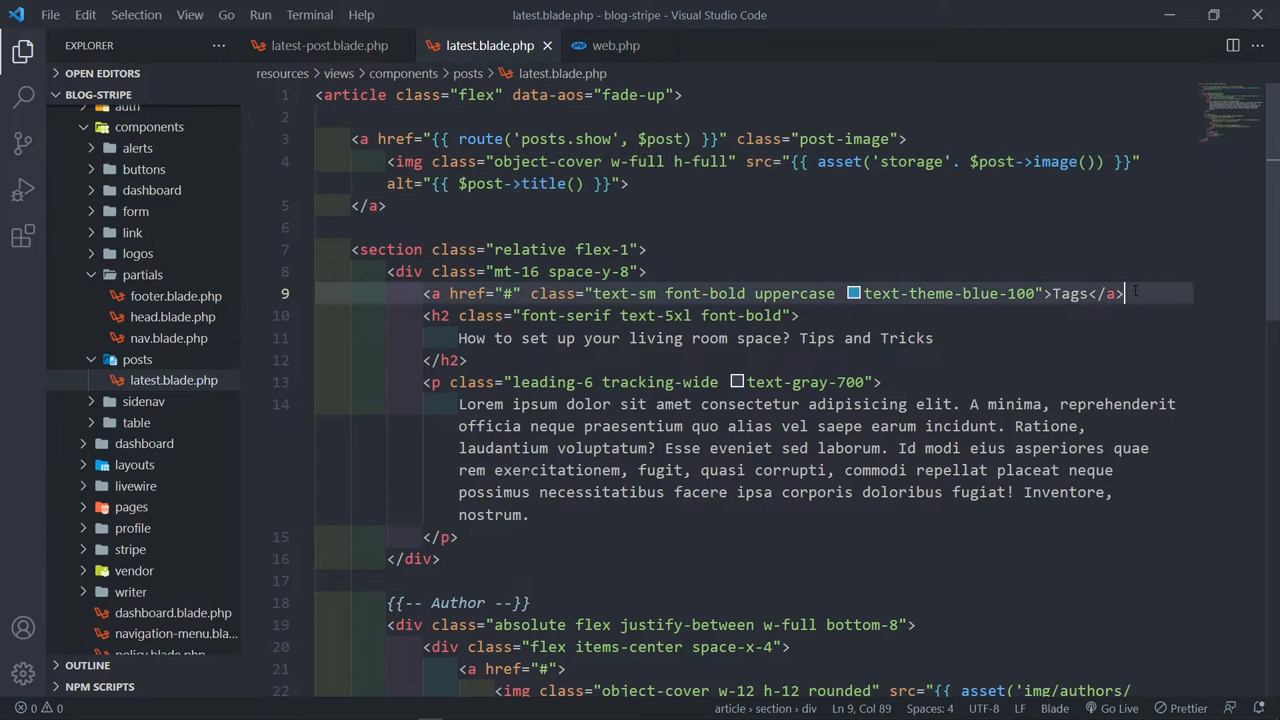 File Edit Selection View Go Run Terminal Help
latest.blade.php - blog-stripe - Visual Studio Code
EXPLORER
latest-post.blade.php latest.blade.php web.php
OPEN EDITORS
BLOG-STRIPE
auth
components
alerts
buttons
dashboard
form
link
logos
partials
footer.blade.php
head.blade.php
nav.blade.php
posts
latest.blade.php
sidenav
table
dashboard
layouts
livewire
pages
profile
stripe
vendor
writer
dashboard.blade.php
navigation-menu.bla...
policy.blade.php
OUTLINE
NPM SCRIPTS
resources > views > components > posts > latest.blade.php
1 <article class="flex" data-aos="fade-up">
2
3 <a href="{{ route('posts.show', $post) }}" class="post-image">
4 <img class="object-cover w-full h-full" src="{{ asset('storage'. $post->image()) }}"
alt="{{ $post->title() }}">
5 </a>
6
7 <section class="relative flex-1">
8 <div class="mt-16 space-y-8">
9 <a href="#" class="text-sm font-bold uppercase text-theme-blue-100">Tags</a>
10 <h2 class="font-serif text-5xl font-bold">
11 How to set up your living room space? Tips and Tricks
12 </h2>
13 <p class="leading-6 tracking-wide text-gray-700">
14 Lorem ipsum dolor sit amet consectetur adipisicing elit. A minima, reprehenderit
officia neque praesentium quo alias vel saepe earum incidunt. Ratione,
laudantium voluptatum? Esse eveniet sed laborum. Id modi eius asperiores quae
rem exercitationem, fugit, quasi corrupti, commodi repellat placeat neque
possimus necessitatibus facere ipsa corporis doloribus fugiat! Inventore,
nostrum.
15 </p>
16 </div>
17
18 {{-- Author --}}
19 <div class="absolute flex justify-between w-full bottom-8">
20 <div class="flex items-center space-x-4">
21 <a href="#">
22 <img class="object-cover w-12 h-12 rounded" src="{{ asset('img/authors/
0 0 article > section > div Ln 9, Col 89 Spaces: 4 UTF-8 LF Blade Go Live Prettier